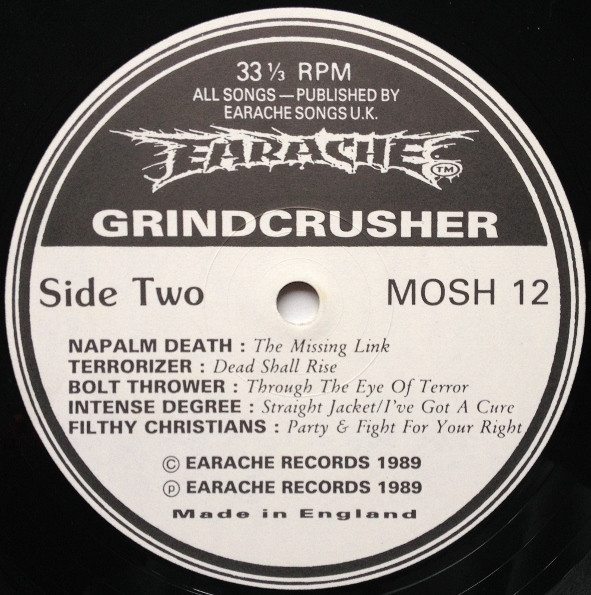 33 ⅓ RPM
ALL SONGS — PUBLISHED BY
EARACHE SONGS U.K.
EARACHE TM
GRINDCRUSHER
Side Two
MOSH 12
NAPALM DEATH : The Missing Link
TERRORIZER : Dead Shall Rise
BOLT THROWER : Through The Eye Of Terror
INTENSE DEGREE : Straight Jacket/I've Got A Cure
FILTHY CHRISTIANS : Party & Fight For Your Right
© EARACHE RECORDS 1989
℗ EARACHE RECORDS 1989
Made in England